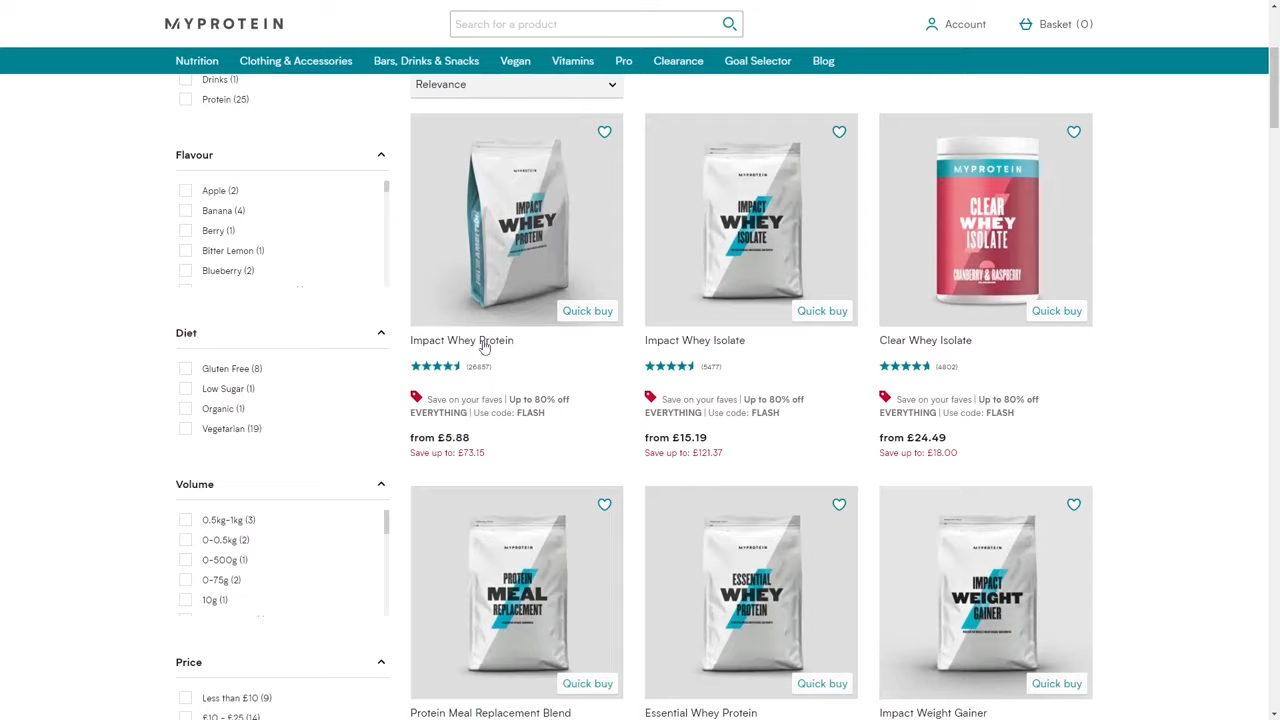 MYPROTEIN
Search for a product
Account
Basket (0)
Nutrition
Clothing & Accessories
Bars, Drinks & Snacks
Vegan
Vitamins
Pro
Clearance
Goal Selector
Blog
Drinks (1)
Protein (25)
Flavour
Apple (2)
Banana (4)
Berry (1)
Bitter Lemon (1)
Blueberry (2)
Diet
Gluten Free (8)
Low Sugar (1)
Organic (1)
Vegetarian (19)
Volume
0.5kg-1kg (3)
0-0.5kg (2)
0-500g (1)
0-75g (2)
10g (1)
Price
Less than £10 (9)
£10 - £25 (14)
Relevance
MYPROTEIN
IMPACT
WHEY
PROTEIN
Quick buy
Impact Whey Protein
(26857)
Save on your faves | Up to 80% off
EVERYTHING | Use code: FLASH
from £5.88
Save up to: £73.15
MYPROTEIN
IMPACT
WHEY
ISOLATE
Quick buy
Impact Whey Isolate
(5477)
Save on your faves | Up to 80% off
EVERYTHING | Use code: FLASH
from £15.19
Save up to: £121.37
MYPROTEIN
CLEAR
WHEY
ISOLATE
CRANBERRY & RASPBERRY
Quick buy
Clear Whey Isolate
(4802)
Save on your faves | Up to 80% off
EVERYTHING | Use code: FLASH
from £24.49
Save up to: £18.00
MYPROTEIN
PROTEIN
MEAL
REPLACEMENT
Quick buy
Protein Meal Replacement Blend
MYPROTEIN
ESSENTIAL
WHEY
PROTEIN
Quick buy
Essential Whey Protein
MYPROTEIN
IMPACT
WEIGHT
GAINER
Quick buy
Impact Weight Gainer